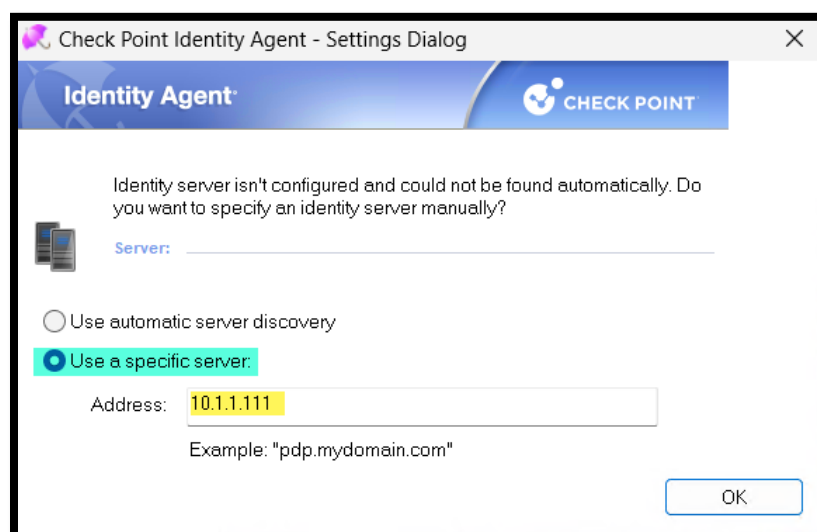 Check Point Identity Agent - Settings Dialog
Identity Agent
CHECK POINT
Identity server isn't configured and could not be found automatically. Do
you want to specify an identity server manually?
Server:
Use automatic server discovery
Use a specific server:
Address: 10.1.1.111
Example: "pdp.mydomain.com"
OK